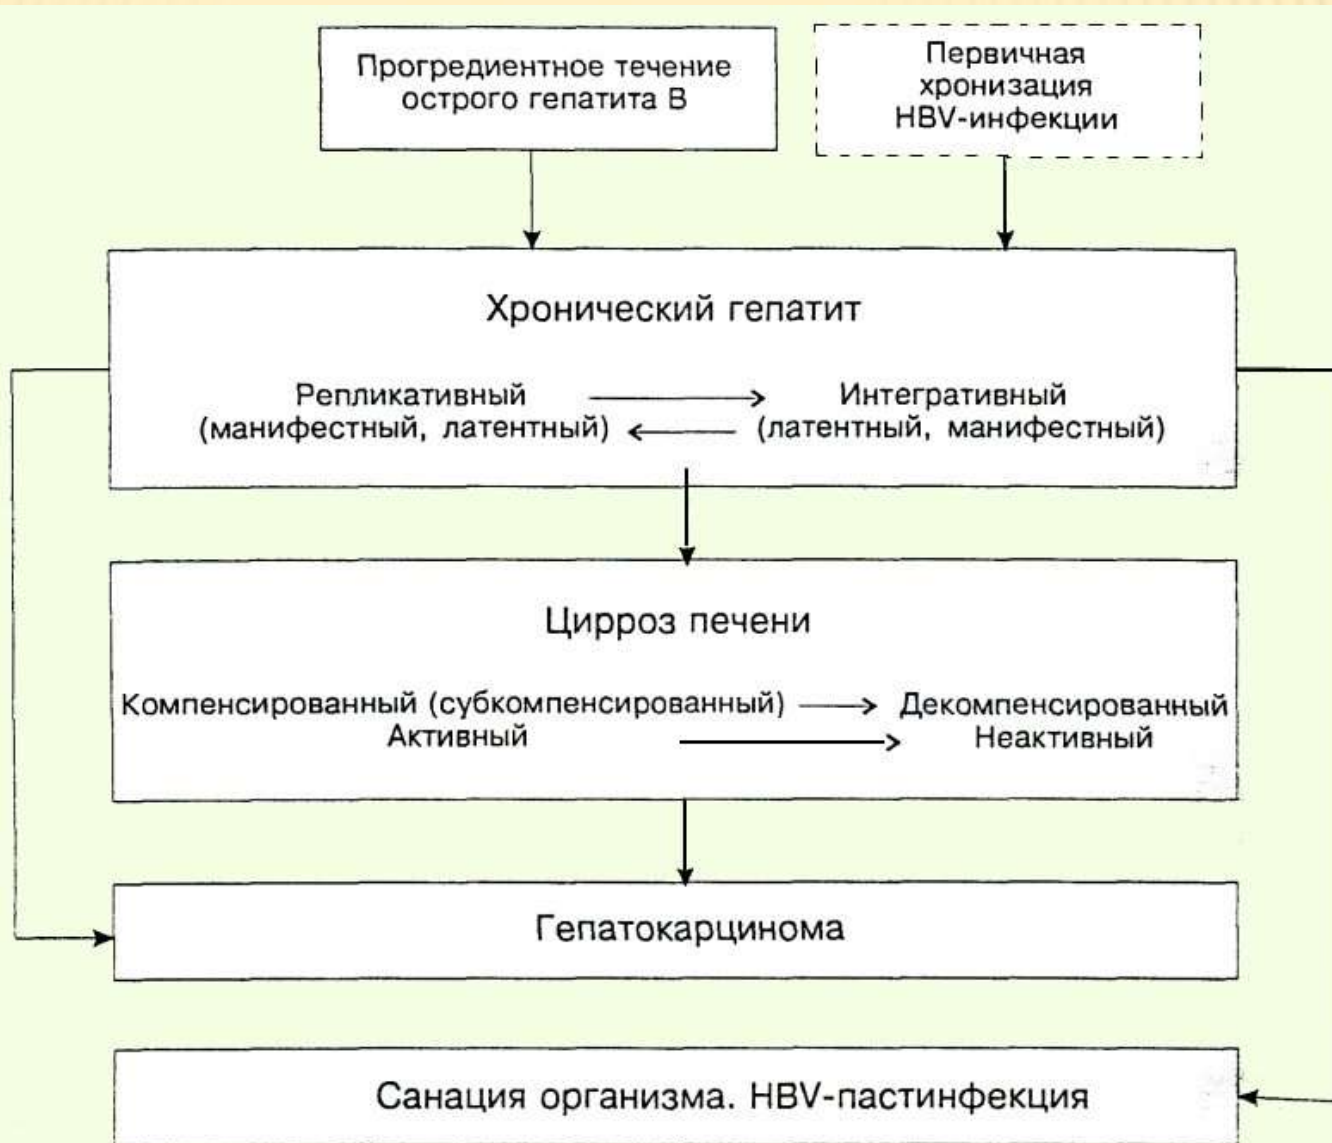 Прогредиентное течение
острого гепатита В
Первичная
хронизация
HBV-инфекции
Хронический гепатит
Репликативный
(манифестный, латентный)
Интегративный
(латентный, манифестный)
Цирроз печени
Компенсированный (субкомпенсированный)
Декомпенсированный
Активный
Неактивный
Гепатокарцинома
Санация организма. HBV-пастинфекция